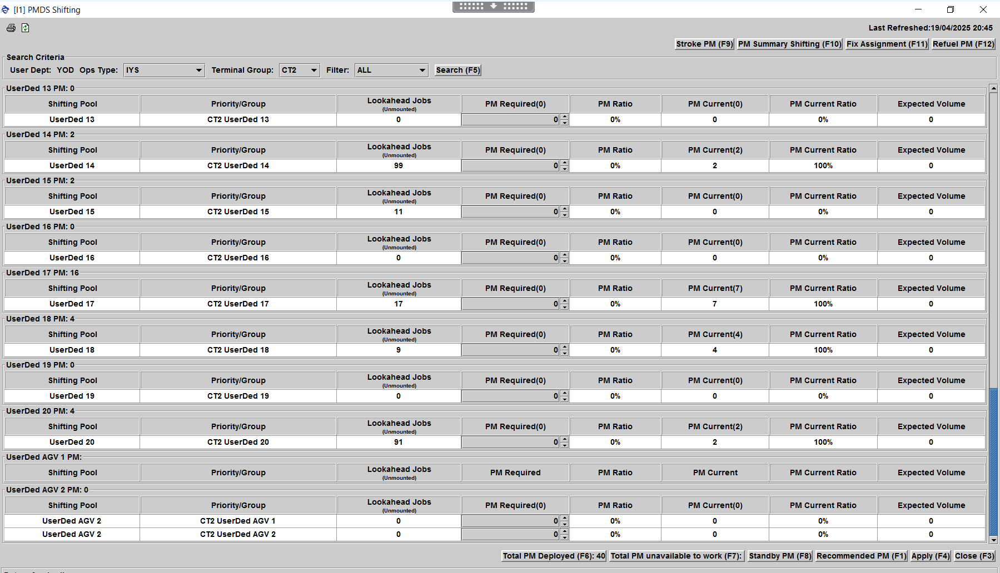 [I1] PMDS Shifting
Last Refreshed:19/04/2025 20:45
Stroke PM (F9) PM Summary Shifting (F10) Fix Assignment (F11) Refuel PM (F12)
Search Criteria
User Dept: YOD Ops Type: IYS Terminal Group: CT2 Filter: ALL Search (F5)
UserDed 13 PM: 0
Shifting Pool Priority/Group Lookahead Jobs (Unmounted) PM Required(0) PM Ratio PM Current(0) PM Current Ratio Expected Volume
UserDed 13 CT2 UserDed 13 0 0 0% 0 0% 0
UserDed 14 PM: 2
Shifting Pool Priority/Group Lookahead Jobs (Unmounted) PM Required(0) PM Ratio PM Current(2) PM Current Ratio Expected Volume
UserDed 14 CT2 UserDed 14 99 0 0% 2 100% 0
UserDed 15 PM: 2
Shifting Pool Priority/Group Lookahead Jobs (Unmounted) PM Required(0) PM Ratio PM Current(0) PM Current Ratio Expected Volume
UserDed 15 CT2 UserDed 15 11 0 0% 0 0% 0
UserDed 16 PM: 0
Shifting Pool Priority/Group Lookahead Jobs (Unmounted) PM Required(0) PM Ratio PM Current(0) PM Current Ratio Expected Volume
UserDed 16 CT2 UserDed 16 0 0 0% 0 0% 0
UserDed 17 PM: 16
Shifting Pool Priority/Group Lookahead Jobs (Unmounted) PM Required(0) PM Ratio PM Current(7) PM Current Ratio Expected Volume
UserDed 17 CT2 UserDed 17 17 0 0% 7 100% 0
UserDed 18 PM: 4
Shifting Pool Priority/Group Lookahead Jobs (Unmounted) PM Required(0) PM Ratio PM Current(4) PM Current Ratio Expected Volume
UserDed 18 CT2 UserDed 18 9 0 0% 4 100% 0
UserDed 19 PM: 0
Shifting Pool Priority/Group Lookahead Jobs (Unmounted) PM Required(0) PM Ratio PM Current(0) PM Current Ratio Expected Volume
UserDed 19 CT2 UserDed 19 0 0 0% 0 0% 0
UserDed 20 PM: 4
Shifting Pool Priority/Group Lookahead Jobs (Unmounted) PM Required(0) PM Ratio PM Current(2) PM Current Ratio Expected Volume
UserDed 20 CT2 UserDed 20 91 0 0% 2 100% 0
UserDed AGV 1 PM:
Shifting Pool Priority/Group Lookahead Jobs (Unmounted) PM Required PM Ratio PM Current PM Current Ratio Expected Volume
UserDed AGV 2 PM: 0
Shifting Pool Priority/Group Lookahead Jobs (Unmounted) PM Required(0) PM Ratio PM Current(0) PM Current Ratio Expected Volume
UserDed AGV 2 CT2 UserDed AGV 1 0 0 0% 0 0% 0
UserDed AGV 2 CT2 UserDed AGV 2 0 0 0% 0 0% 0
Total PM Deployed (F6): 40 Total PM unavailable to work (F7): Standby PM (F8) Recommended PM (F1) Apply (F4) Close (F3)